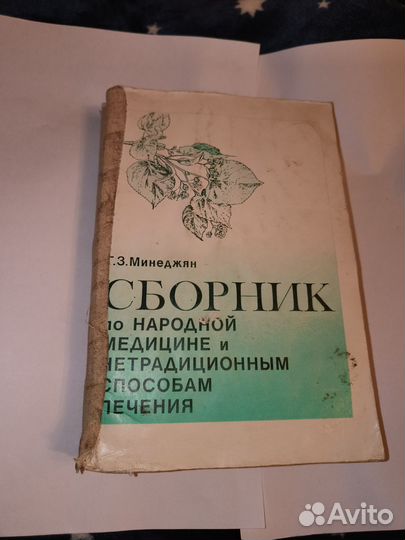 Г.З.Минеджян
СБОРНИК
по НАРОДНОЙ
МЕДИЦИНЕ и
НЕТРАДИЦИОННЫМ
СПОСОБАМ
ЛЕЧЕНИЯ
Avito